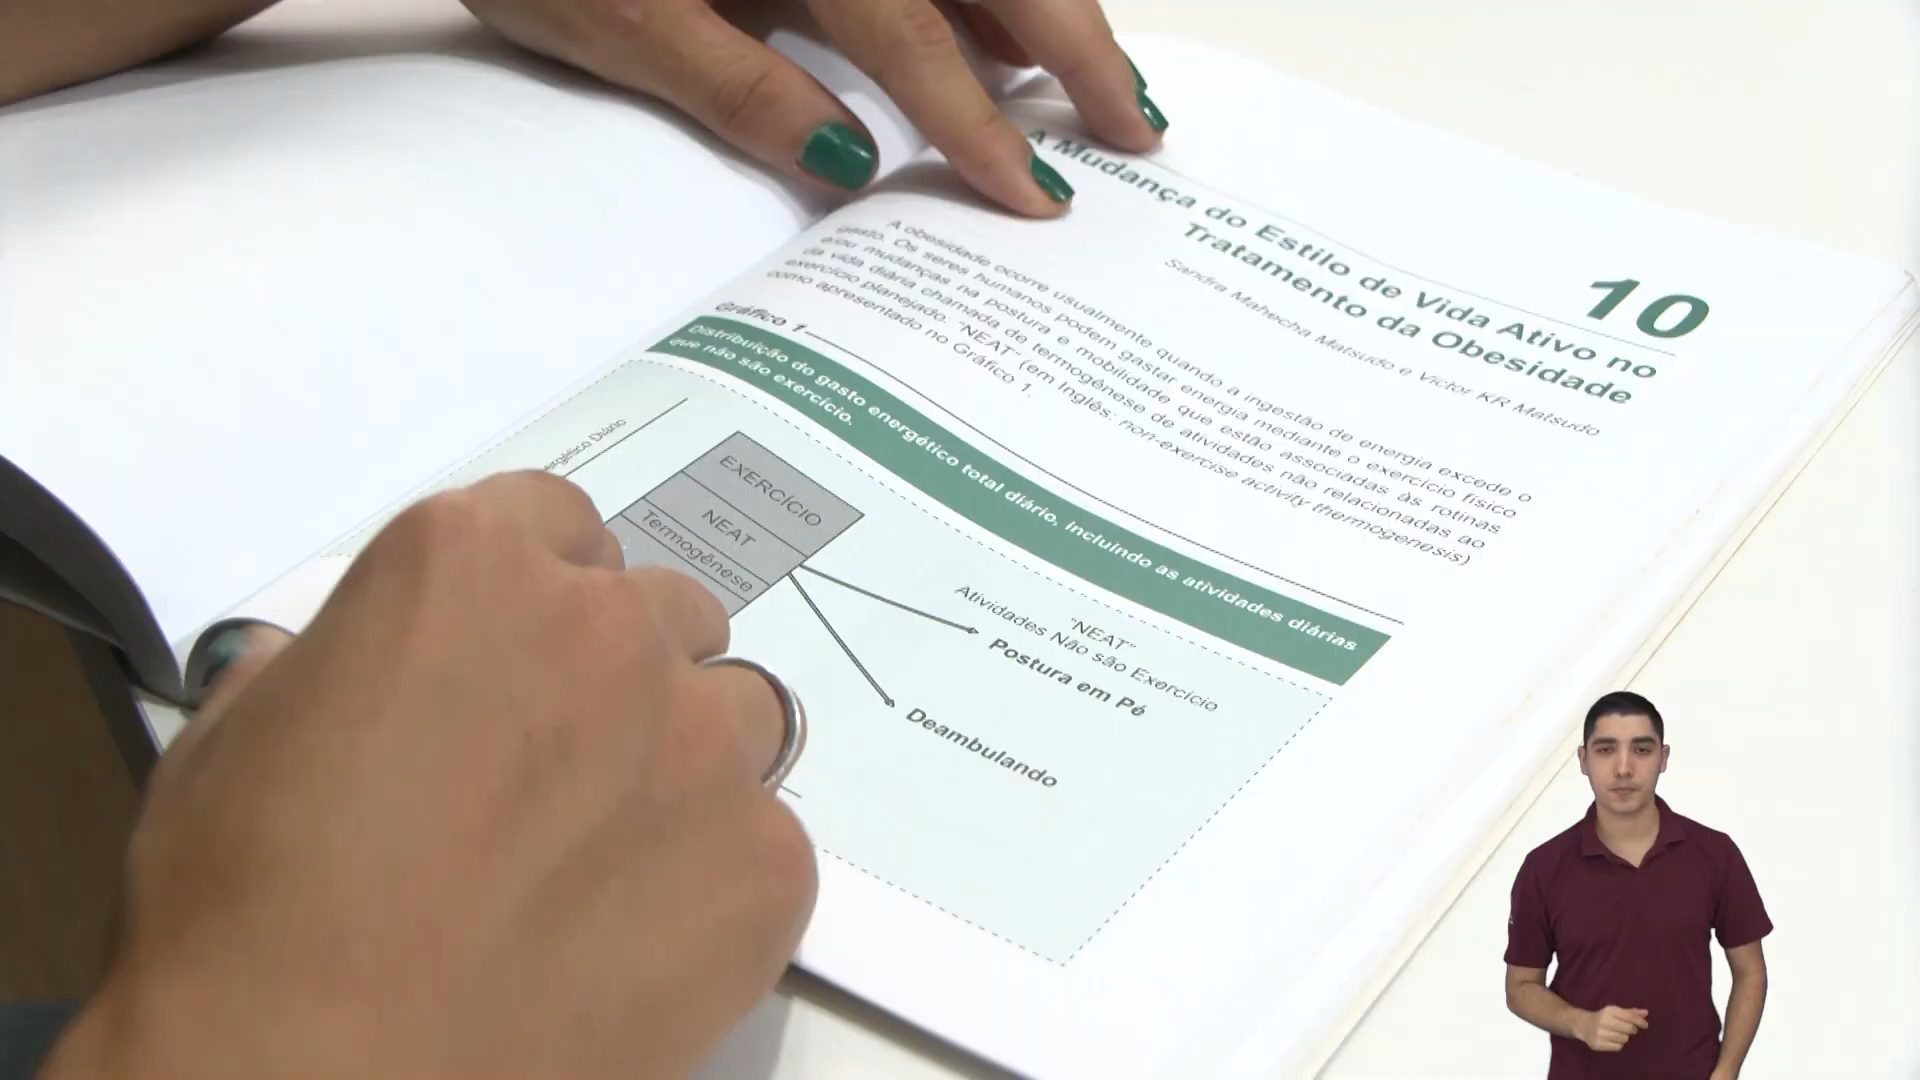 10
A Mudança do Estilo de Vida Ativo no
Tratamento da Obesidade
Sandra Mahecha Matsudo e Victor KR Matsudo
A obesidade ocorre usualmente quando a ingestão de energia excede o
gasto. Os seres humanos podem gastar energia mediante o exercício físico
e/ou mudanças na postura e mobilidade que estão associadas às rotinas
da vida diária chamada de termogênese de atividades não relacionadas ao
exercício planejado: "NEAT" (em Inglês: non-exercise activity thermogenesis)
como apresentado no Gráfico 1.
Gráfico 1
Distribuição do gasto energético total diário, incluindo as atividades diárias
que não são exercício.
Diário
EXERCÍCIO
NEAT
Termogênese
"NEAT"
Atividades Não são Exercício
Postura em Pé
Deambulando